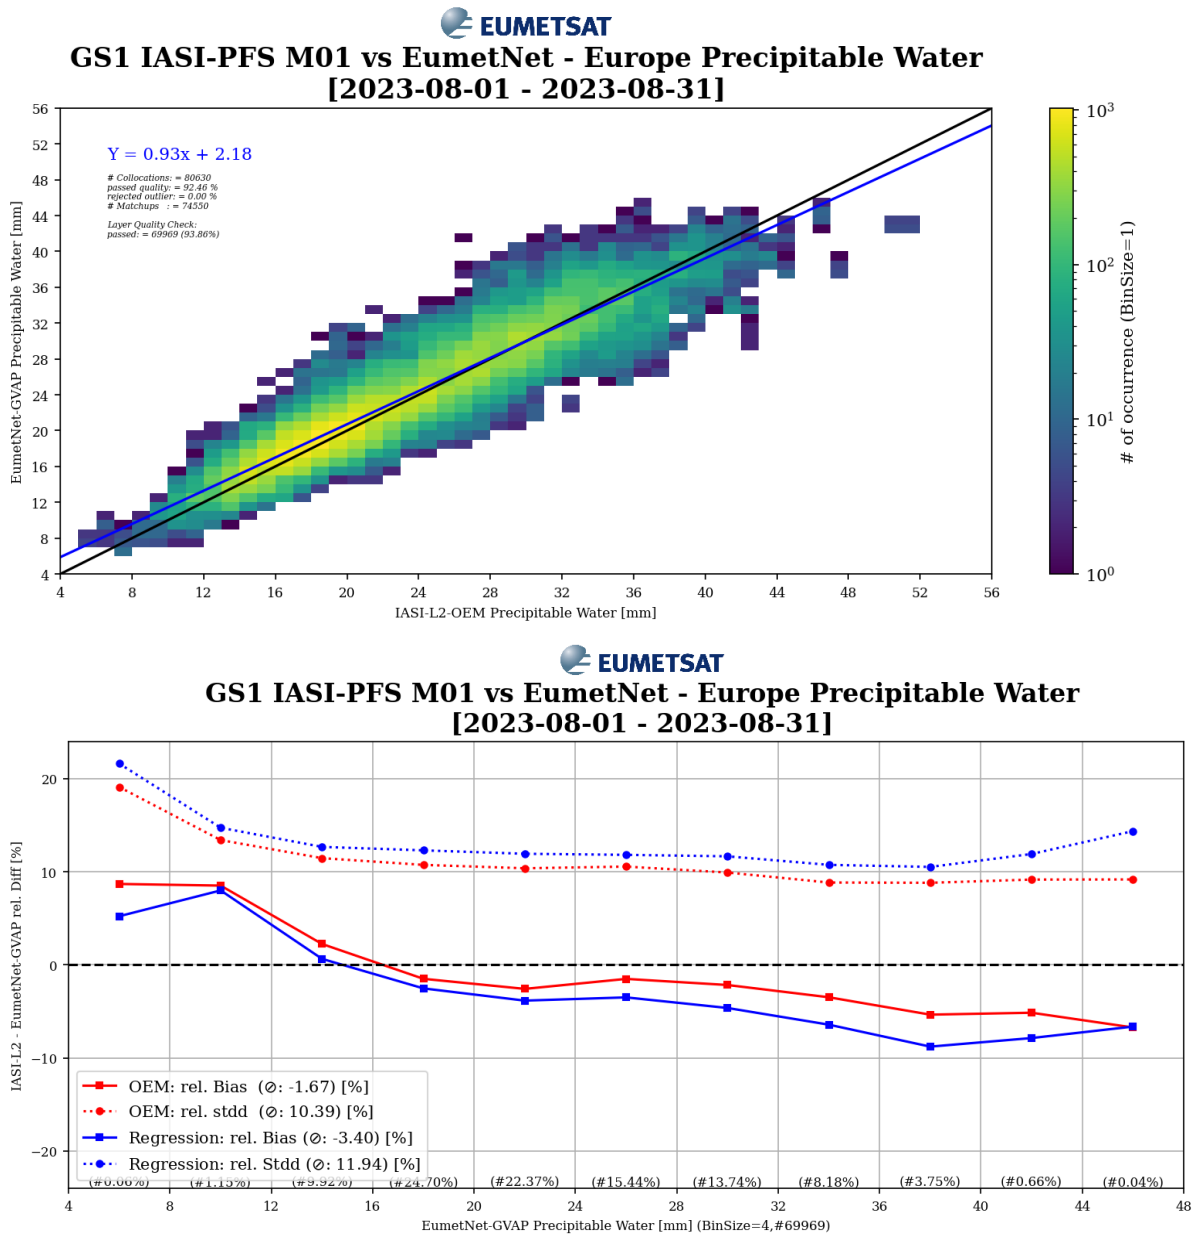 EUMETSAT
GS1 IASI-PFS M01 vs EumetNet - Europe Precipitable Water
[2023-08-01 - 2023-08-31]
Y = 0.93x + 2.18
# Collocations: = 80630
passed quality: = 92.46 %
rejected outlier: = 0.00 %
# Matchups : = 74550
Layer Quality Check:
passed: = 69969 (93.86%)
EumetNet-GVAP Precipitable Water [mm]
56
52
48
44
40
36
32
28
24
20
16
12
8
4
4 8 12 16 20 24 28 32 36 40 44 48 52 56
IASI-L2-OEM Precipitable Water [mm]
10³
10²
10¹
10⁰
# of occurrence (BinSize=1)
EUMETSAT
GS1 IASI-PFS M01 vs EumetNet - Europe Precipitable Water
[2023-08-01 - 2023-08-31]
IASI-L2 - EumetNet-GVAP rel. Diff [%]
20
10
0
−10
−20
OEM: rel. Bias (⊘: -1.67) [%]
OEM: rel. stdd (⊘: 10.39) [%]
Regression: rel. Bias (⊘: -3.40) [%]
Regression: rel. Stdd (⊘: 11.94) [%]
(#0.06%) (#1.15%) (#9.92%) (#24.70%) (#22.37%) (#15.44%) (#13.74%) (#8.18%) (#3.75%) (#0.66%) (#0.04%)
4 8 12 16 20 24 28 32 36 40 44 48
EumetNet-GVAP Precipitable Water [mm] (BinSize=4,#69969)